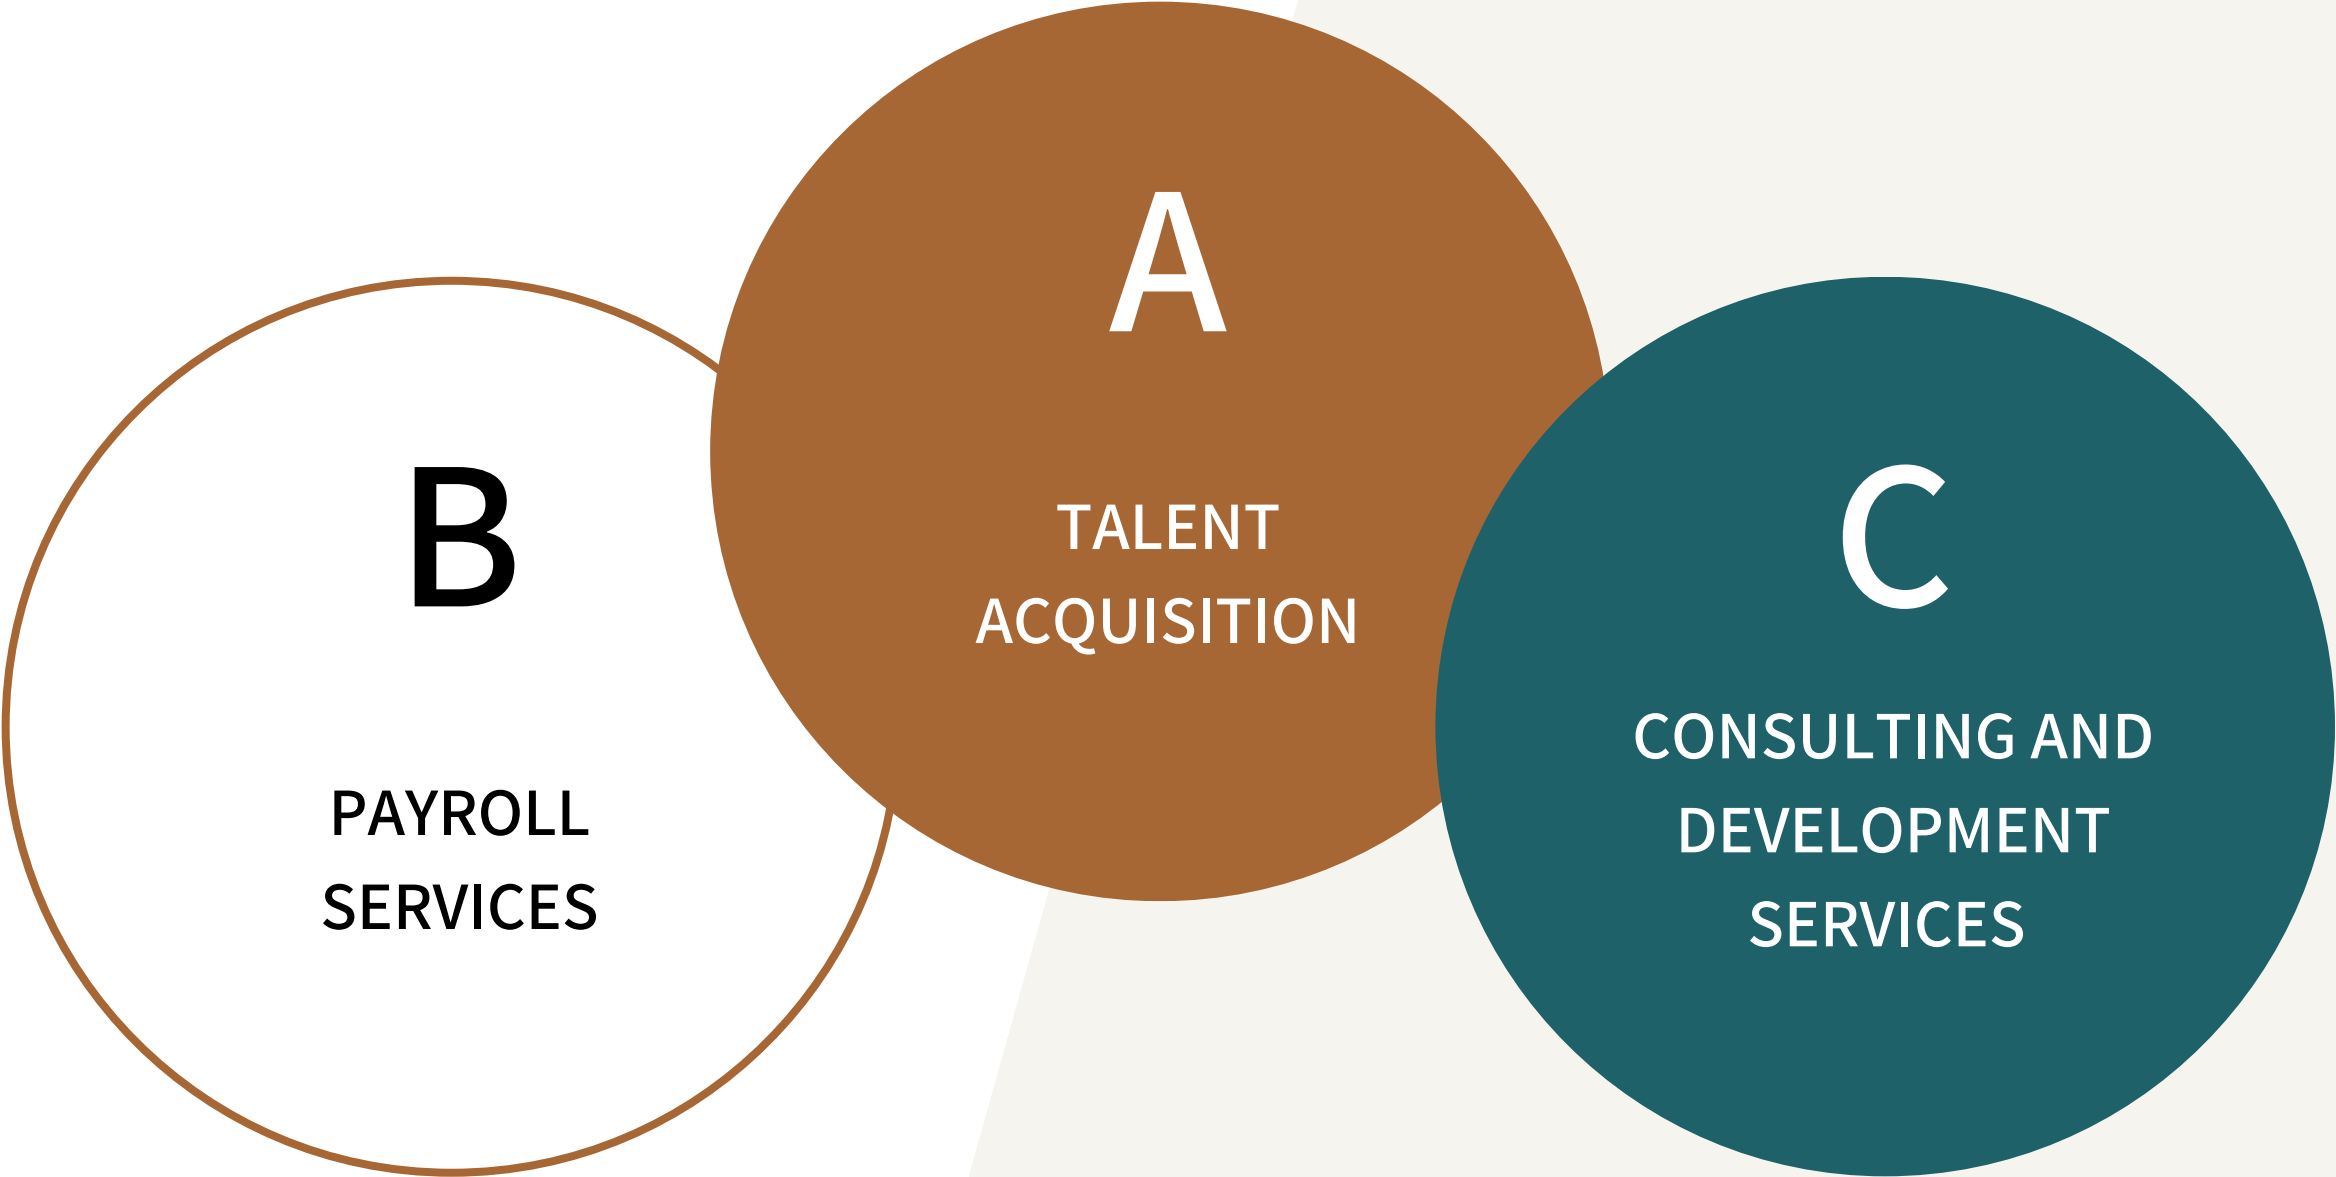 A
TALENT
ACQUISITION
B
PAYROLL
SERVICES
C
CONSULTING AND
DEVELOPMENT
SERVICES